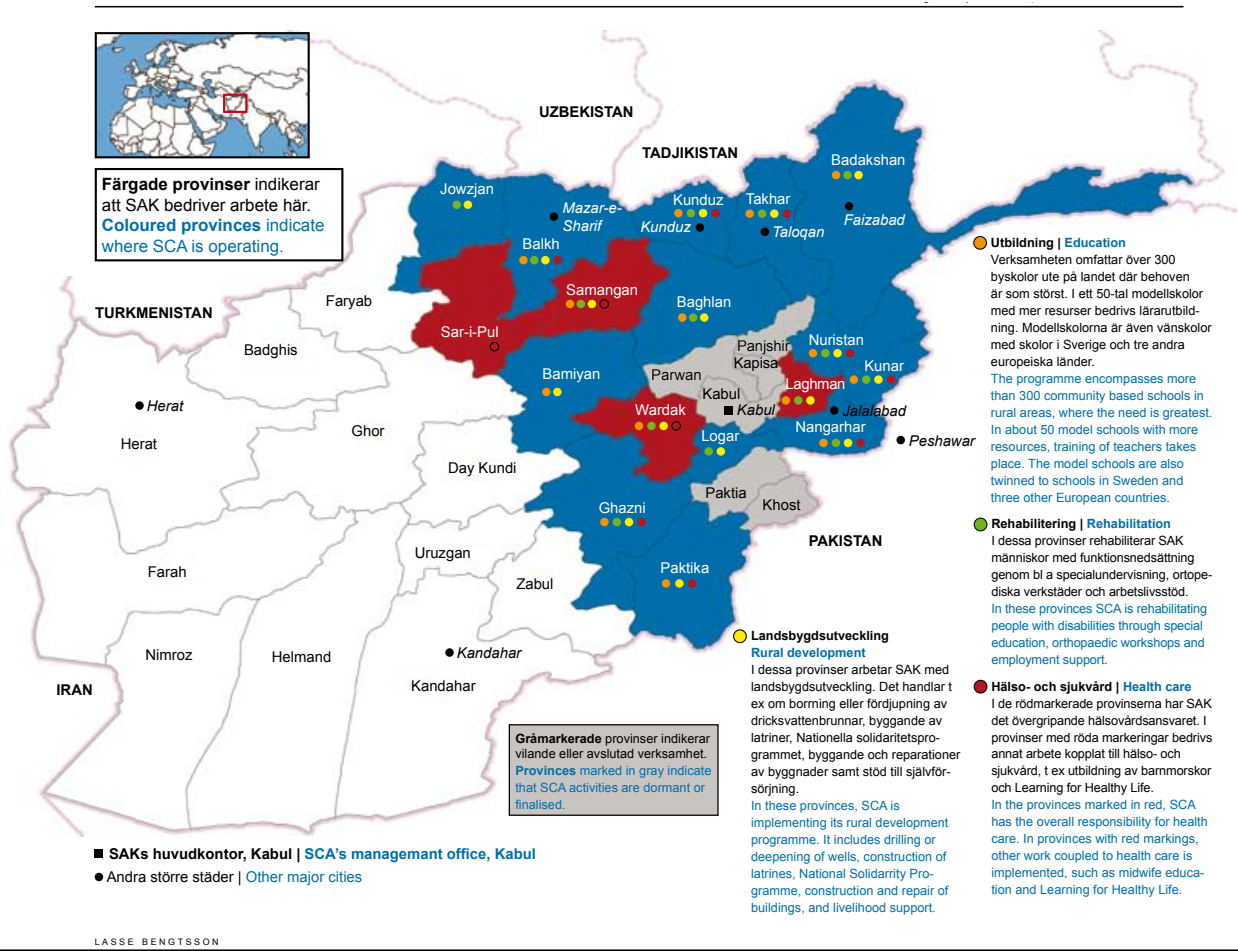 UZBEKISTAN
TADJIKISTAN
Färgade provinser indikerar
att SAK bedriver arbete här.
Coloured provinces indicate
where SCA is operating.
Badakshan
Jowzjan
Mazar-e-
Sharif
Kunduz
Kunduz
Takhar
Taloqan
Faizabad
Balkh
TURKMENISTAN
Faryab
Samangan
Baghlan
Sar-i-Pul
Badghis
Panjshir
Kapisa
Nuristan
Bamiyan
Parwan
Kunar
Laghman
Kabul
Kabul
Wardak
Jalalabad
Herat
Herat
Ghor
Logar
Nangarhar
Peshawar
Day Kundi
Paktia
Khost
Ghazni
PAKISTAN
Uruzgan
Farah
Zabul
Paktika
Nimroz
Helmand
Kandahar
Kandahar
IRAN
Utbildning | Education
Verksamheten omfattar över 300
byskolor ute på landet där behoven
är som störst. I ett 50-tal modellskolor
med mer resurser bedrivs lärarutbild-
ning. Modellskolorna är även vänskolor
med skolor i Sverige och tre andra
europeiska länder.
The programme encompasses more
than 300 community based schools in
rural areas, where the need is greatest.
In about 50 model schools with more
resources, training of teachers takes
place. The model schools are also
twinned to schools in Sweden and
three other European countries.
Rehabilitering | Rehabilitation
I dessa provinser rehabiliterar SAK
människor med funktionsnedsättning
genom bl a specialundervisning, ortope-
diska verkstäder och arbetslivsstöd.
In these provinces SCA is rehabilitating
people with disabilities through special
education, orthopaedic workshops and
employment support.
Landsbygdsutveckling
Rural development
I dessa provinser arbetar SAK med
landsbygdsutveckling. Det handlar t
ex om borrning eller fördjupning av
dricksvattenbrunnar, byggande av
latriner, Nationella solidaritetspro-
grammet, byggande och reparationer
av byggnader samt stöd till självför-
sörjning.
In these provinces, SCA is
implementing its rural development
programme. It includes drilling or
deepening of wells, construction of
latrines, National Solidarrity Pro-
gramme, construction and repair of
buildings, and livelihood support.
Hälso- och sjukvård | Health care
I de rödmarkerade provinserna har SAK
det övergripande hälsovårdsansvaret. I
provinser med röda markeringar bedrivs
annat arbete kopplat till hälso- och
sjukvård, t ex utbildning av barnmorskor
och Learning for Healthy Life.
In the provinces marked in red, SCA
has the overall responsibility for health
care. In provinces with red markings,
other work coupled to health care is
implemented, such as midwife educa-
tion and Learning for Healthy Life.
Gråmarkerade provinser indikerar
vilande eller avslutad verksamhet.
Provinces marked in gray indicate
that SCA activities are dormant or
finalised.
SAKs huvudkontor, Kabul | SCA's managemant office, Kabul
Andra större städer | Other major cities
LASSE BENGTSSON